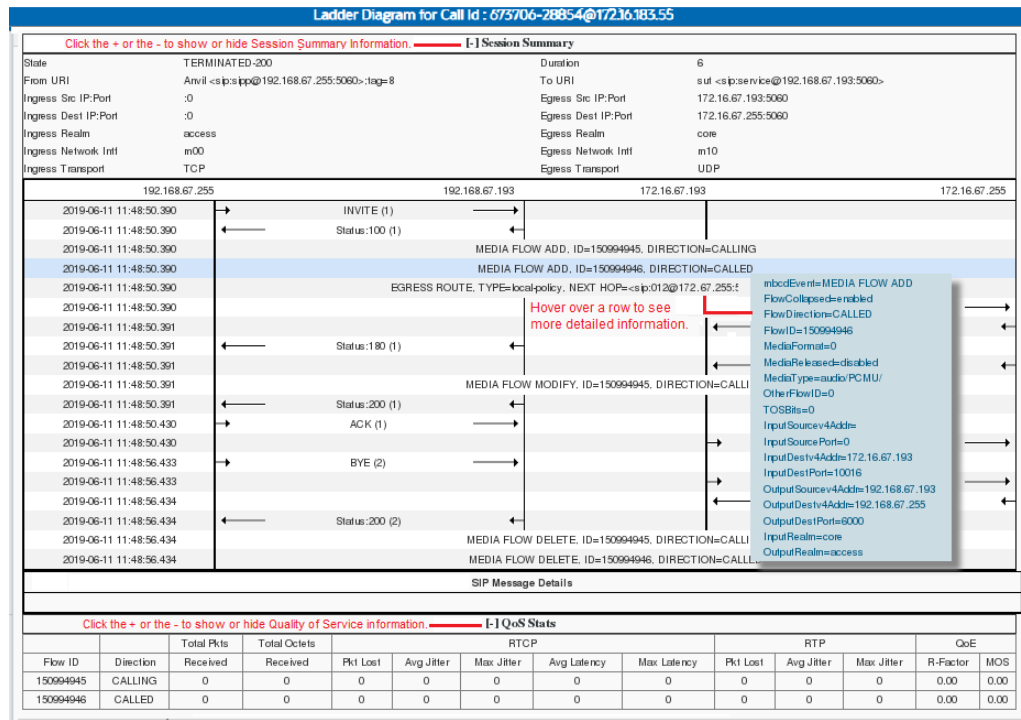 Ladder Diagram for Call Id : 673706-28854@172.16.183.55
Click the + or the - to show or hide Session Summary Information. [-] Session Summary
State TERMINATED-200 Duration 6
From URI Anvil <sip:sipp@192.168.67.255:5060>;tag=8 To URI sut <sip:service@192.168.67.193:5060>
Ingress Src IP:Port :0 Egress Src IP:Port 172.16.67.193:5060
Ingress Dest IP:Port :0 Egress Dest IP:Port 172.16.67.255:5060
Ingress Realm access Egress Realm core
Ingress Network Intf m00 Egress Network Intf m10
Ingress Transport TCP Egress Transport UDP
192.168.67.255 192.168.67.193 172.16.67.193 172.16.67.255
2019-06-11 11:48:50.390 INVITE (1)
2019-06-11 11:48:50.390 Status:100 (1)
2019-06-11 11:48:50.390 MEDIA FLOW ADD, ID=150994945, DIRECTION=CALLING
2019-06-11 11:48:50.390 MEDIA FLOW ADD, ID=150994946, DIRECTION=CALLED
2019-06-11 11:48:50.390 EGRESS ROUTE, TYPE=local-policy, NEXT HOP=<sip:012@172.67.255:5
2019-06-11 11:48:50.390
2019-06-11 11:48:50.391
2019-06-11 11:48:50.391 Status:180 (1)
2019-06-11 11:48:50.391
2019-06-11 11:48:50.391 MEDIA FLOW MODIFY, ID=150994945, DIRECTION=CALLI
2019-06-11 11:48:50.391 Status:200 (1)
2019-06-11 11:48:50.430 ACK (1)
2019-06-11 11:48:50.430
2019-06-11 11:48:56.433 BYE (2)
2019-06-11 11:48:56.433
2019-06-11 11:48:56.434
2019-06-11 11:48:56.434 Status:200 (2)
2019-06-11 11:48:56.434 MEDIA FLOW DELETE, ID=150994945, DIRECTION=CALLI
2019-06-11 11:48:56.434 MEDIA FLOW DELETE, ID=150994946, DIRECTION=CALLE
Hover over a row to see
more detailed information.
mbcdEvent=MEDIA FLOW ADD
FlowCollapsed=enabled
FlowDirection=CALLED
FlowID=150994946
MediaFormat=0
MediaReleased=disabled
MediaType=audio/PCMU/
OtherFlowID=0
TOSBits=0
InputSourcev4Addr=
InputSourcePort=0
InputDestv4Addr=172.16.67.193
InputDestPort=10016
OutputSourcev4Addr=192.168.67.193
OutputDestv4Addr=192.168.67.255
OutputDestPort=6000
InputRealm=core
OutputRealm=access
SIP Message Details
Click the + or the - to show or hide Quality of Service information. [-] QoS Stats
Total Pkts Total Octets RTCP RTP QoE
Flow ID Direction Received Received Pkt Lost Avg Jitter Max Jitter Avg Latency Max Latency Pkt Lost Avg Jitter Max Jitter R-Factor MOS
150994945 CALLING 0 0 0 0 0 0 0 0 0 0 0.00 0.00
150994946 CALLED 0 0 0 0 0 0 0 0 0 0 0.00 0.00